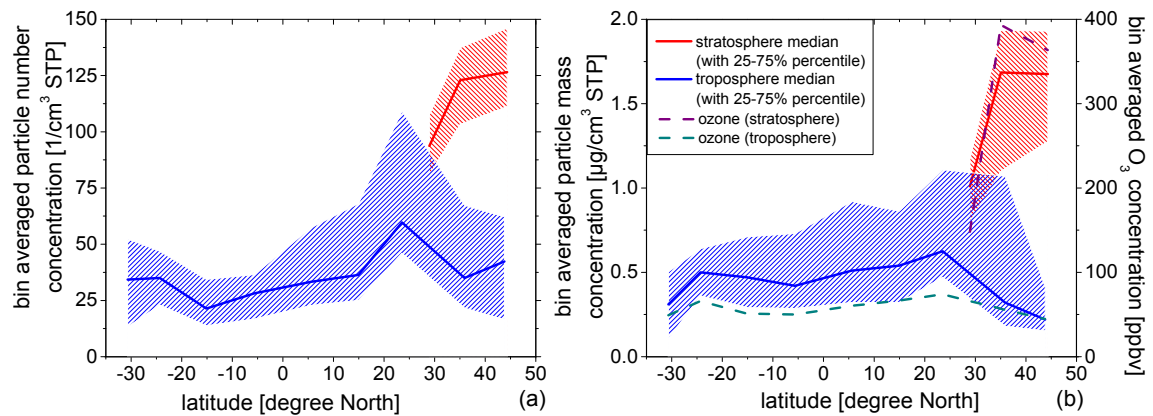 bin averaged particle number
concentration [1/cm³ STP]
150
125
100
75
50
25
0
-30
-20
-10
0
10
20
30
40
50
latitude [degree North]
(a)
bin averaged particle mass
concentration [µg/cm³ STP]
2.0
1.5
1.0
0.5
0.0
stratosphere median
(with 25-75% percentile)
troposphere median
(with 25-75% percentile)
ozone (stratosphere)
ozone (troposphere)
-30
-20
-10
0
10
20
30
40
50
latitude [degree North]
(b)
400
300
200
100
0
bin averaged O₃ concentration [ppbv]